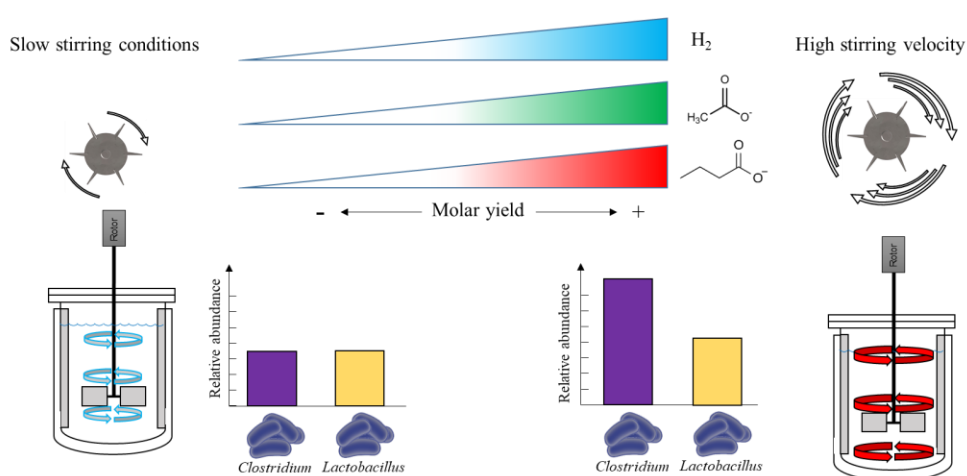 Slow stirring conditions
H2
High stirring velocity
O
H3C
O-
O
O-
- Molar yield +
Rotor
Rotor
Relative abundance
Relative abundance
Clostridium Lactobacillus
Clostridium Lactobacillus